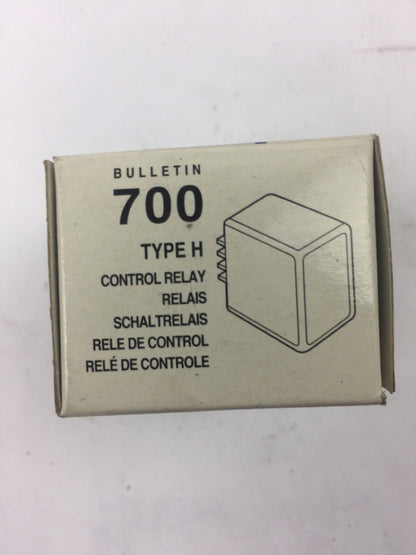 BULLETIN
700
TYPE H
CONTROL RELAY
RELAIS
SCHALTRELAIS
RELE DE CONTROL
RELÉ DE CONTROLE